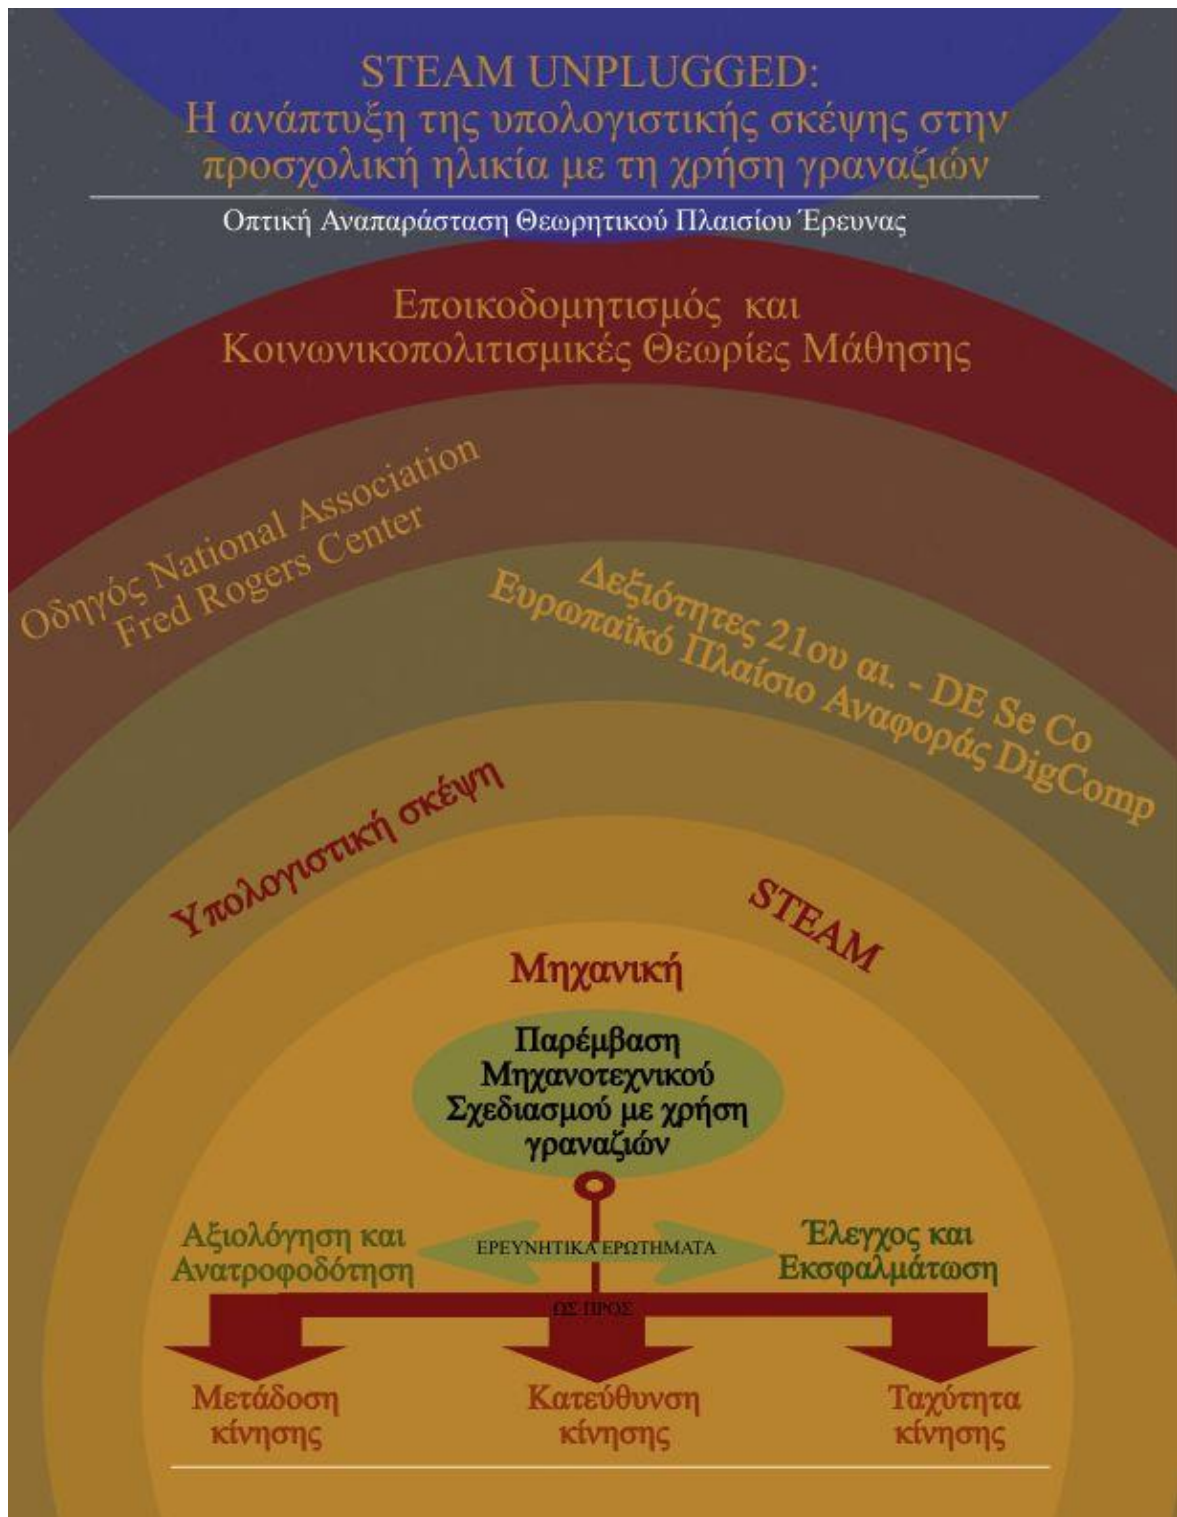 STEAM UNPLUGGED:
Η ανάπτυξη της υπολογιστικής σκέψης στην
προσχολική ηλικία με τη χρήση γραναζιών
Οπτική Αναπαράσταση Θεωρητικού Πλαισίου Έρευνας
Εποικοδομητισμός και
Κοινωνικοπολιτισμικές Θεωρίες Μάθησης
Οδηγός National Association
Fred Rogers Center
Δεξιότητες 21ου αι. - DE Se Co
Ευρωπαϊκό Πλαίσιο Αναφοράς DigComp
Υπολογιστική σκέψη
STEAM
Μηχανική
Παρέμβαση
Μηχανοτεχνικού
Σχεδιασμού με χρήση
γραναζιών
Αξιολόγηση και
Ανατροφοδότηση
ΕΡΕΥΝΗΤΙΚΑ ΕΡΩΤΗΜΑΤΑ
Έλεγχος και
Εκσφαλμάτωση
ΩΣ ΠΡΟΣ
Μετάδοση
κίνησης
Κατεύθυνση
κίνησης
Ταχύτητα
κίνησης